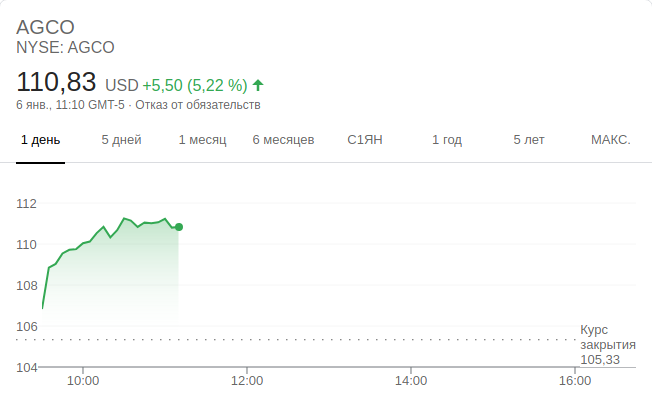 AGCO
NYSE: AGCO
110,83 USD +5,50 (5,22 %)
6 янв., 11:10 GMT-5 · Отказ от обязательств
1 день 5 дней 1 месяц 6 месяцев С1ЯН 1 год 5 лет МАКС.
112
110
108
106
Курс
закрытия
105,33
104
10:00 12:00 14:00 16:00